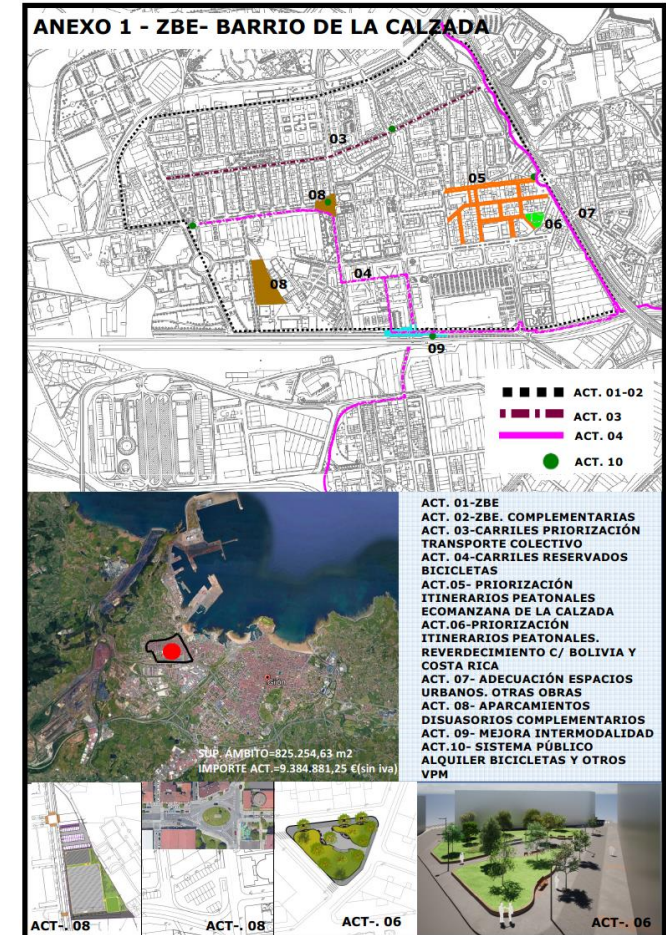 ANEXO 1 - ZBE- BARRIO DE LA CALZADA
03
05
08
06
07
04
08
09
ACT. 01-02
ACT. 03
ACT. 04
ACT. 10
ACT. 01-ZBE
ACT. 02-ZBE. COMPLEMENTARIAS
ACT. 03-CARRILES PRIORIZACIÓN
TRANSPORTE COLECTIVO
ACT. 04-CARRILES RESERVADOS
BICICLETAS
ACT.05- PRIORIZACIÓN
ITINERARIOS PEATONALES
ECOMANZANA DE LA CALZADA
ACT.06-PRIORIZACIÓN
ITINERARIOS PEATONALES.
REVERDECIMIENTO C/ BOLIVIA Y
COSTA RICA
ACT. 07- ADECUACIÓN ESPACIOS
URBANOS. OTRAS OBRAS
ACT. 08- APARCAMIENTOS
DISUASORIOS COMPLEMENTARIOS
ACT. 09- MEJORA INTERMODALIDAD
ACT.10- SISTEMA PÚBLICO
ALQUILER BICICLETAS Y OTROS
VPM
SUP. ÁMBITO=825.254,63 m2
IMPORTE ACT.=9.384.881,25 €(sin iva)
ACT-. 08
ACT-. 08
ACT-. 06
ACT-. 06